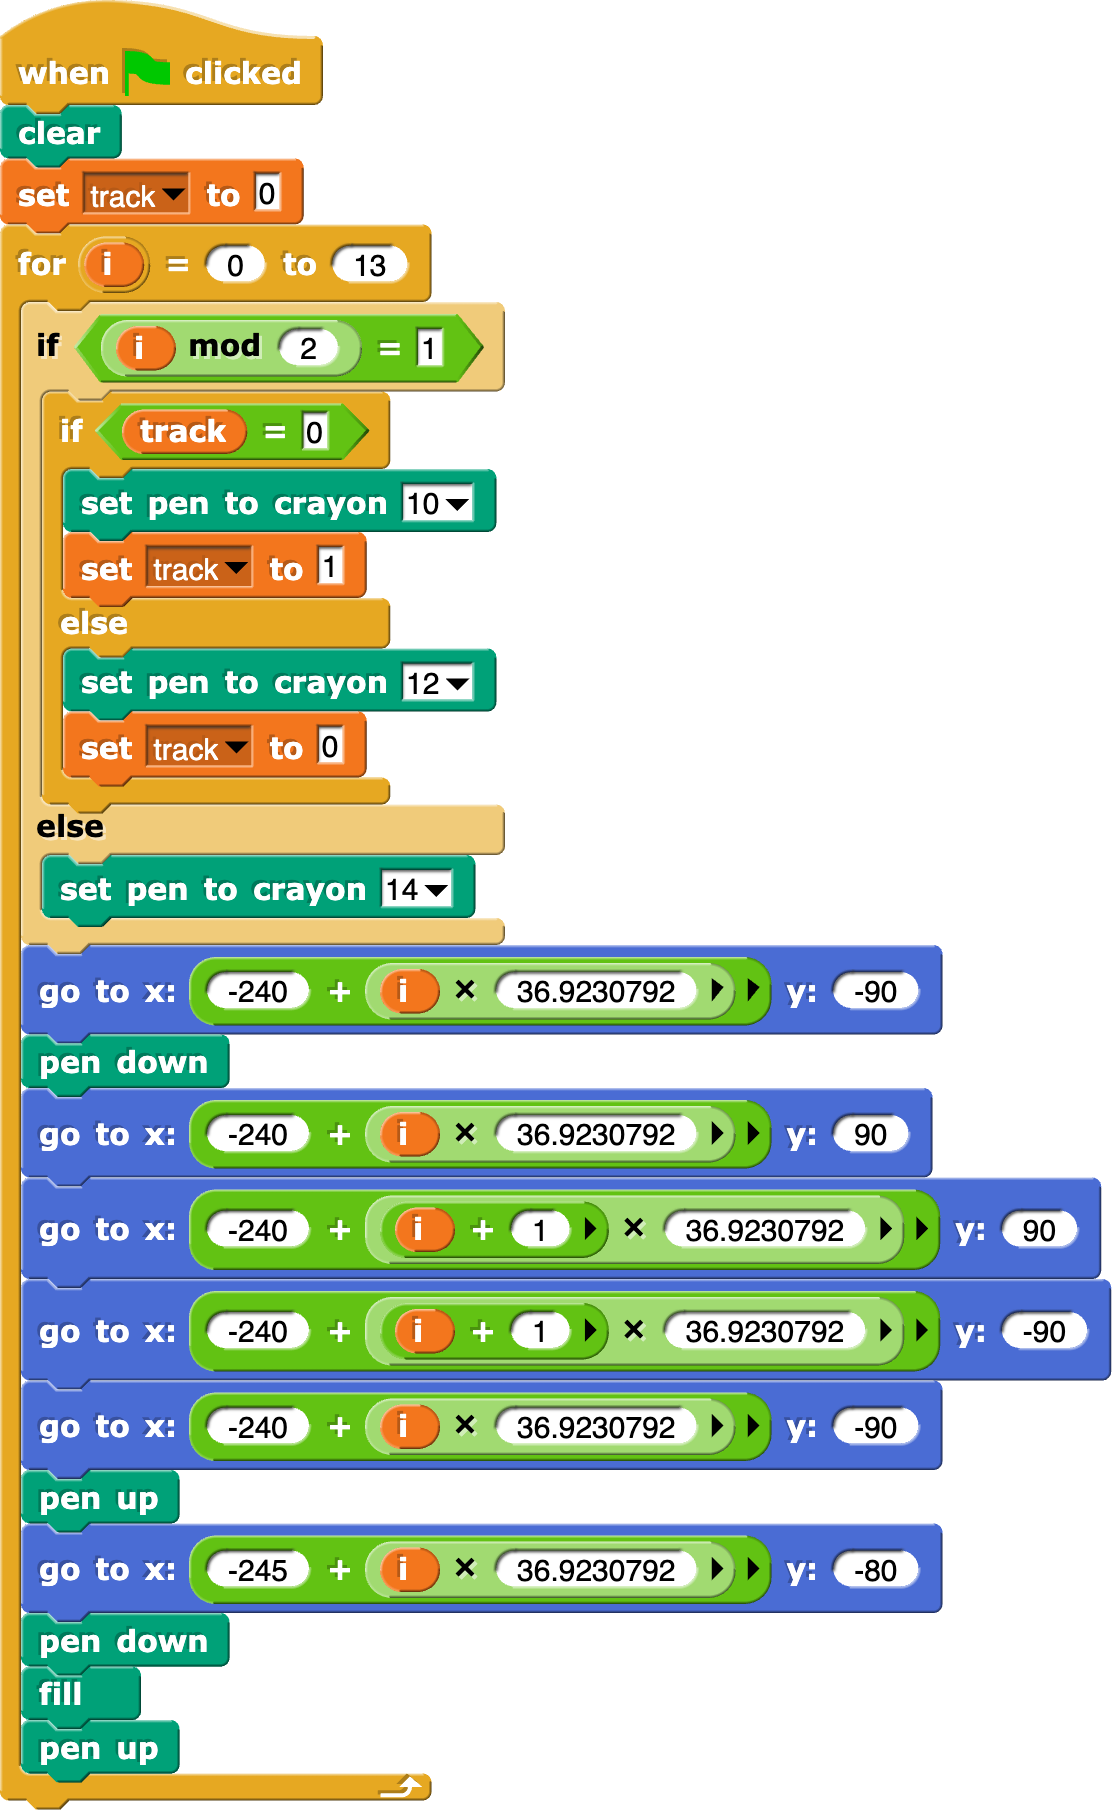 when clicked
clear
set track to 0
for i = 0 to 13
if i mod 2 = 1
if track = 0
set pen to crayon 10
set track to 1
else
set pen to crayon 12
set track to 0
else
set pen to crayon 14
go to x: -240 + i × 36.9230792 y: -90
pen down
go to x: -240 + i × 36.9230792 y: 90
go to x: -240 + i + 1 × 36.9230792 y: 90
go to x: -240 + i + 1 × 36.9230792 y: -90
go to x: -240 + i × 36.9230792 y: -90
pen up
go to x: -245 + i × 36.9230792 y: -80
pen down
fill
pen up